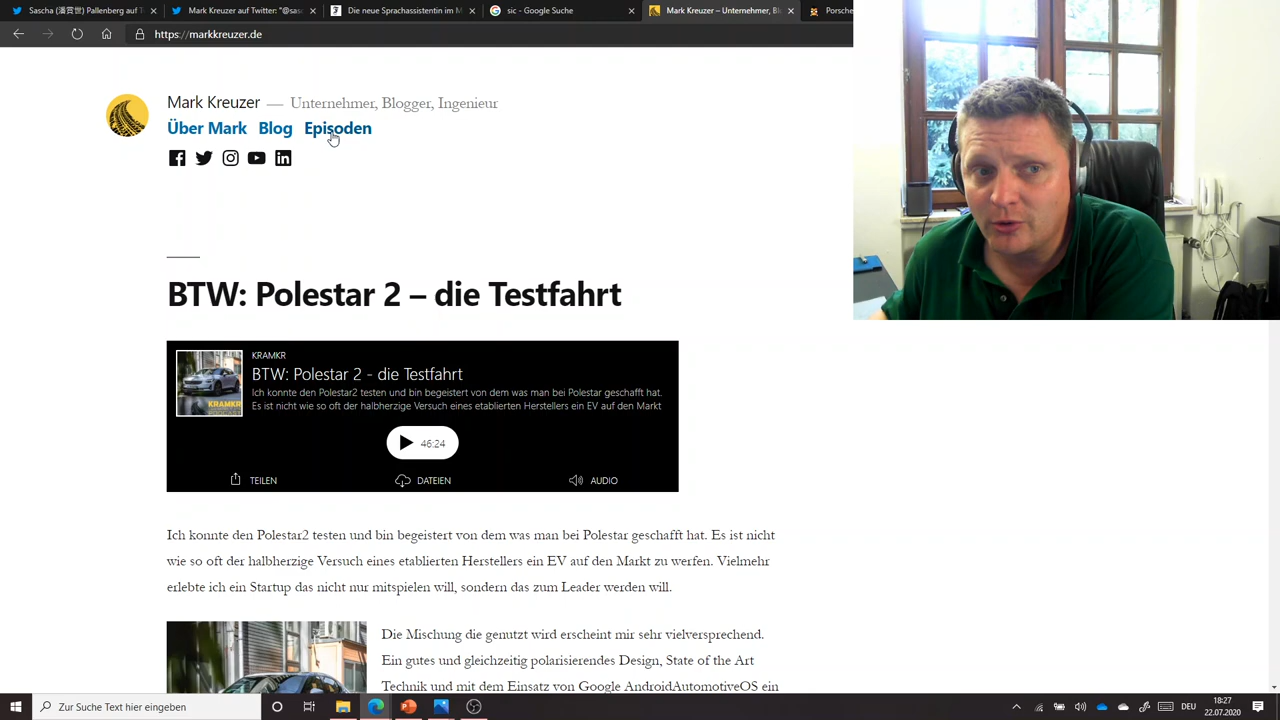 Sascha (潘賞世) Pallenberg auf T
Mark Kreuzer auf Twitter: "@sasc
Die neue Sprachassistentin im M
sic - Google Suche
Mark Kreuzer – Unternehmer, Bl
Porsche
https://markkreuzer.de
Mark Kreuzer — Unternehmer, Blogger, Ingenieur
Über Mark Blog Episoden
BTW: Polestar 2 – die Testfahrt
KRAMKR
BTW: Polestar 2 - die Testfahrt
Ich konnte den Polestar2 testen und bin begeistert von dem was man bei Polestar geschafft hat.
Es ist nicht wie so oft der halbherzige Versuch eines etablierten Herstellers ein EV auf den Markt
KRAMKR
46:24
TEILEN DATEIEN AUDIO
Ich konnte den Polestar2 testen und bin begeistert von dem was man bei Polestar geschafft hat. Es ist nicht
wie so oft der halbherzige Versuch eines etablierten Herstellers ein EV auf den Markt zu werfen. Vielmehr
erlebte ich ein Startup das nicht nur mitspielen will, sondern das zum Leader werden will.
Die Mischung die genutzt wird erscheint mir sehr vielversprechend.
Ein gutes und gleichzeitig polarisierendes Design, State of the Art
Technik und mit dem Einsatz von Google AndroidAutomotiveOS ein
Zur Suche Text hier eingeben
DEU
18:27
22.07.2020